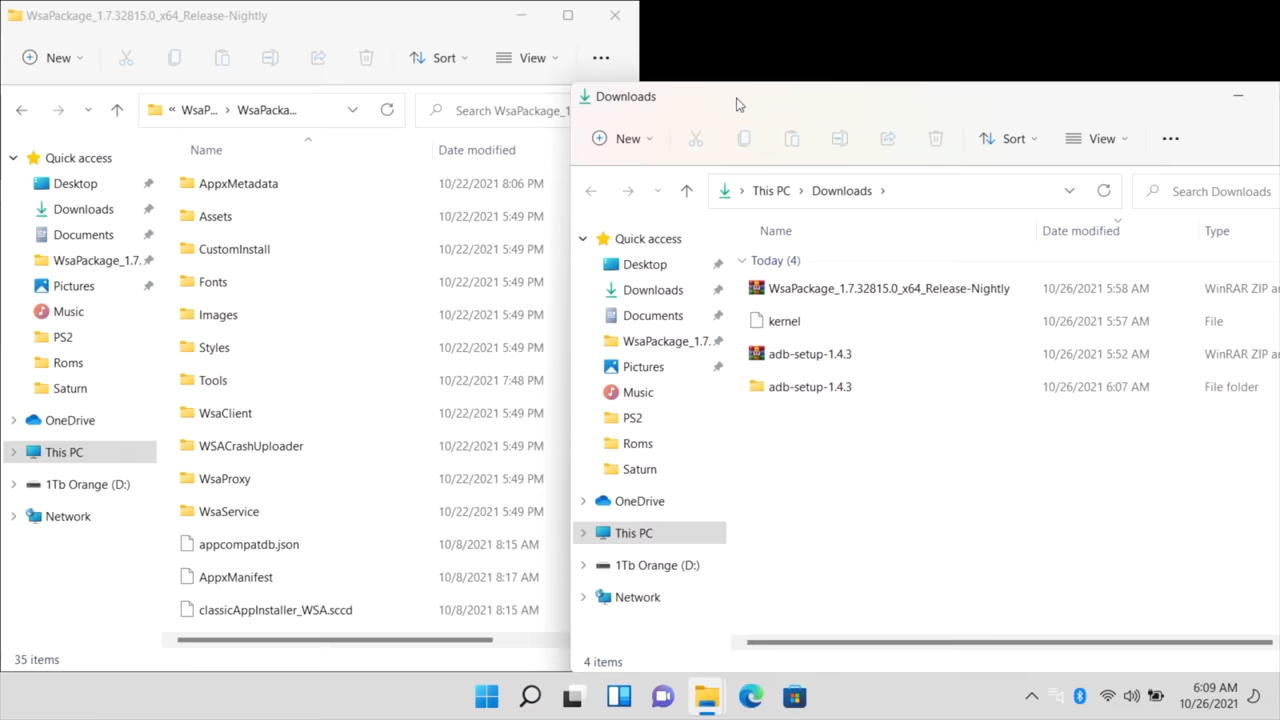 WsaPackage_1.7.32815.0_x64_Release-Nightly
New
Sort
View
« WsaP... › WsaPacka...
Search WsaPackage_1
Name
Date modified
Quick access
Desktop
Downloads
Documents
WsaPackage_1.7.
Pictures
Music
PS2
Roms
Saturn
OneDrive
This PC
1Tb Orange (D:)
Network
AppxMetadata 10/22/2021 8:06 PM
Assets 10/22/2021 5:49 PM
CustomInstall 10/22/2021 5:49 PM
Fonts 10/22/2021 5:49 PM
Images 10/22/2021 5:49 PM
Styles 10/22/2021 5:49 PM
Tools 10/22/2021 7:48 PM
WsaClient 10/22/2021 5:49 PM
WSACrashUploader 10/22/2021 5:49 PM
WsaProxy 10/22/2021 5:49 PM
WsaService 10/22/2021 5:49 PM
appcompatdb.json 10/8/2021 8:15 AM
AppxManifest 10/8/2021 8:17 AM
classicAppInstaller_WSA.sccd 10/8/2021 8:15 AM
35 items
Downloads
New
Sort
View
This PC › Downloads ›
Search Downloads
Name
Date modified
Type
Quick access
Desktop
Downloads
Documents
WsaPackage_1.7.
Pictures
Music
PS2
Roms
Saturn
OneDrive
This PC
1Tb Orange (D:)
Network
Today (4)
WsaPackage_1.7.32815.0_x64_Release-Nightly 10/26/2021 5:58 AM WinRAR ZIP ar
kernel 10/26/2021 5:57 AM File
adb-setup-1.4.3 10/26/2021 5:52 AM WinRAR ZIP ar
adb-setup-1.4.3 10/26/2021 6:07 AM File folder
4 items
6:09 AM
10/26/2021